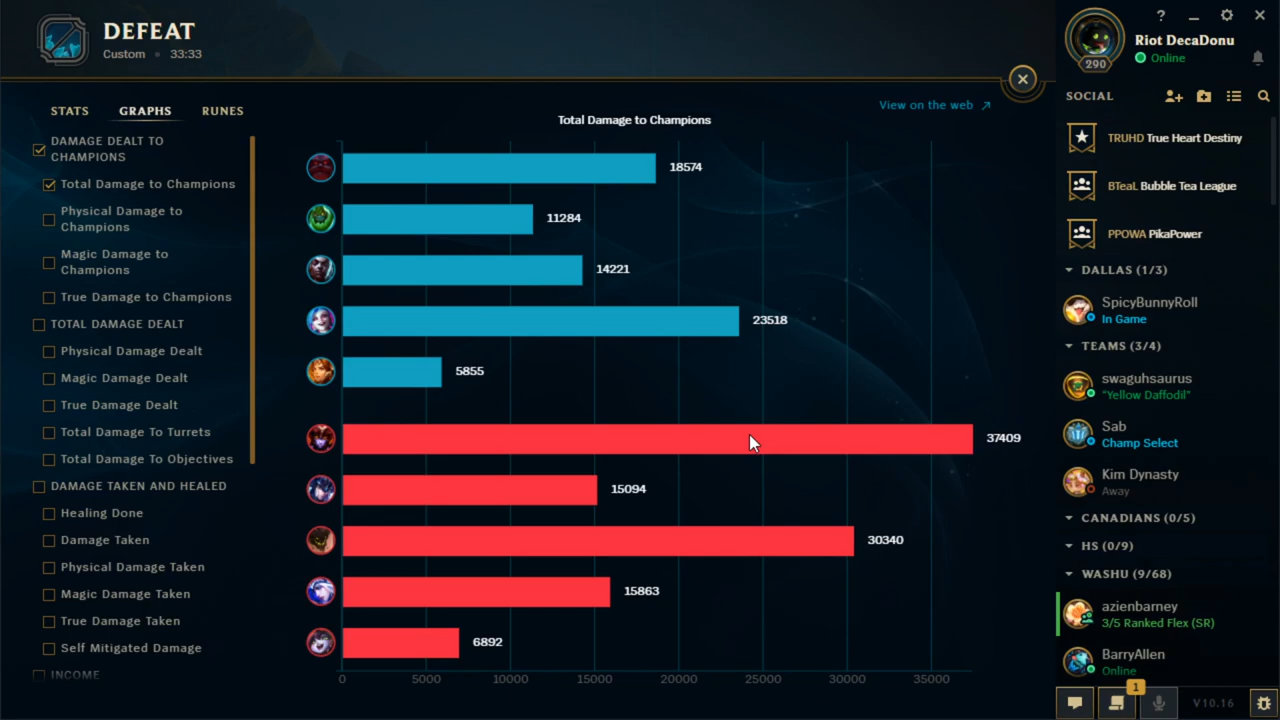 DEFEAT
Custom • 33:33
STATS
GRAPHS
RUNES
View on the web
DAMAGE DEALT TO
CHAMPIONS
Total Damage to Champions
Physical Damage to
Champions
Magic Damage to
Champions
True Damage to Champions
TOTAL DAMAGE DEALT
Physical Damage Dealt
Magic Damage Dealt
True Damage Dealt
Total Damage To Turrets
Total Damage To Objectives
DAMAGE TAKEN AND HEALED
Healing Done
Damage Taken
Physical Damage Taken
Magic Damage Taken
True Damage Taken
Self Mitigated Damage
INCOME
Total Damage to Champions
18574
11284
14221
23518
5855
37409
15094
30340
15863
6892
0 5000 10000 15000 20000 25000 30000 35000
?
290
Riot DecaDonu
Online
SOCIAL
TRUHD True Heart Destiny
BTeaL Bubble Tea League
PPOWA PikaPower
DALLAS (1/3)
SpicyBunnyRoll
In Game
TEAMS (3/4)
swaguhsaurus
"Yellow Daffodil"
Sab
Champ Select
Kim Dynasty
Away
CANADIANS (0/5)
HS (0/9)
WASHU (9/68)
azienbarney
3/5 Ranked Flex (SR)
BarryAllen
Online
1
V10.16